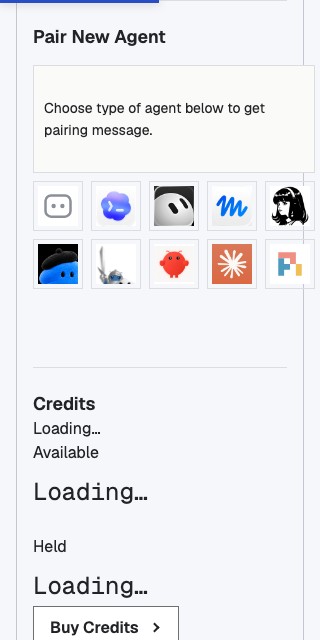 Pair New Agent
Choose type of agent below to get
pairing message.
Credits
Loading…
Available
Loading…
Held
Loading…
Buy Credits